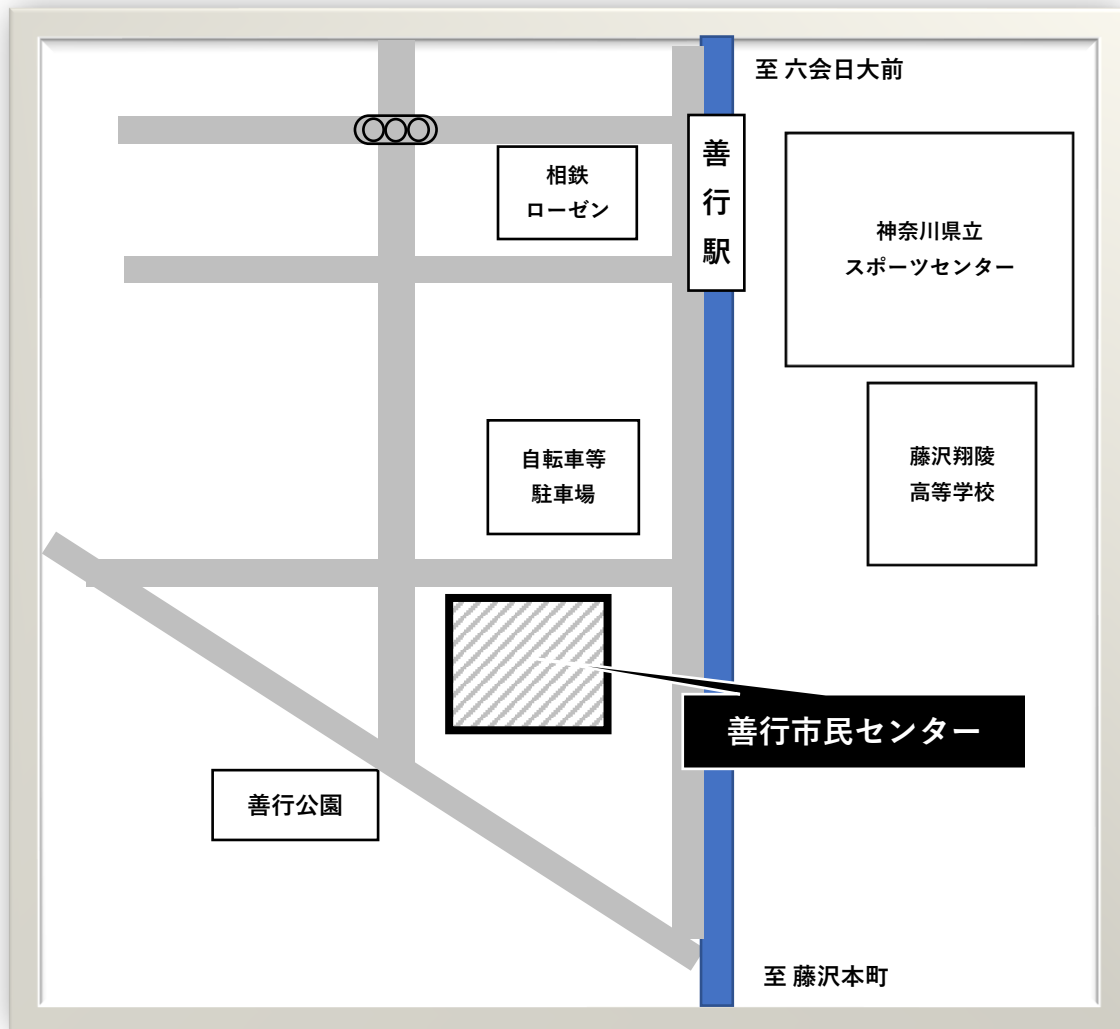 至 六会日大前
善行駅
相鉄
ローゼン
神奈川県立
スポーツセンター
自転車等
駐車場
藤沢翔陵
高等学校
善行市民センター
善行公園
至 藤沢本町